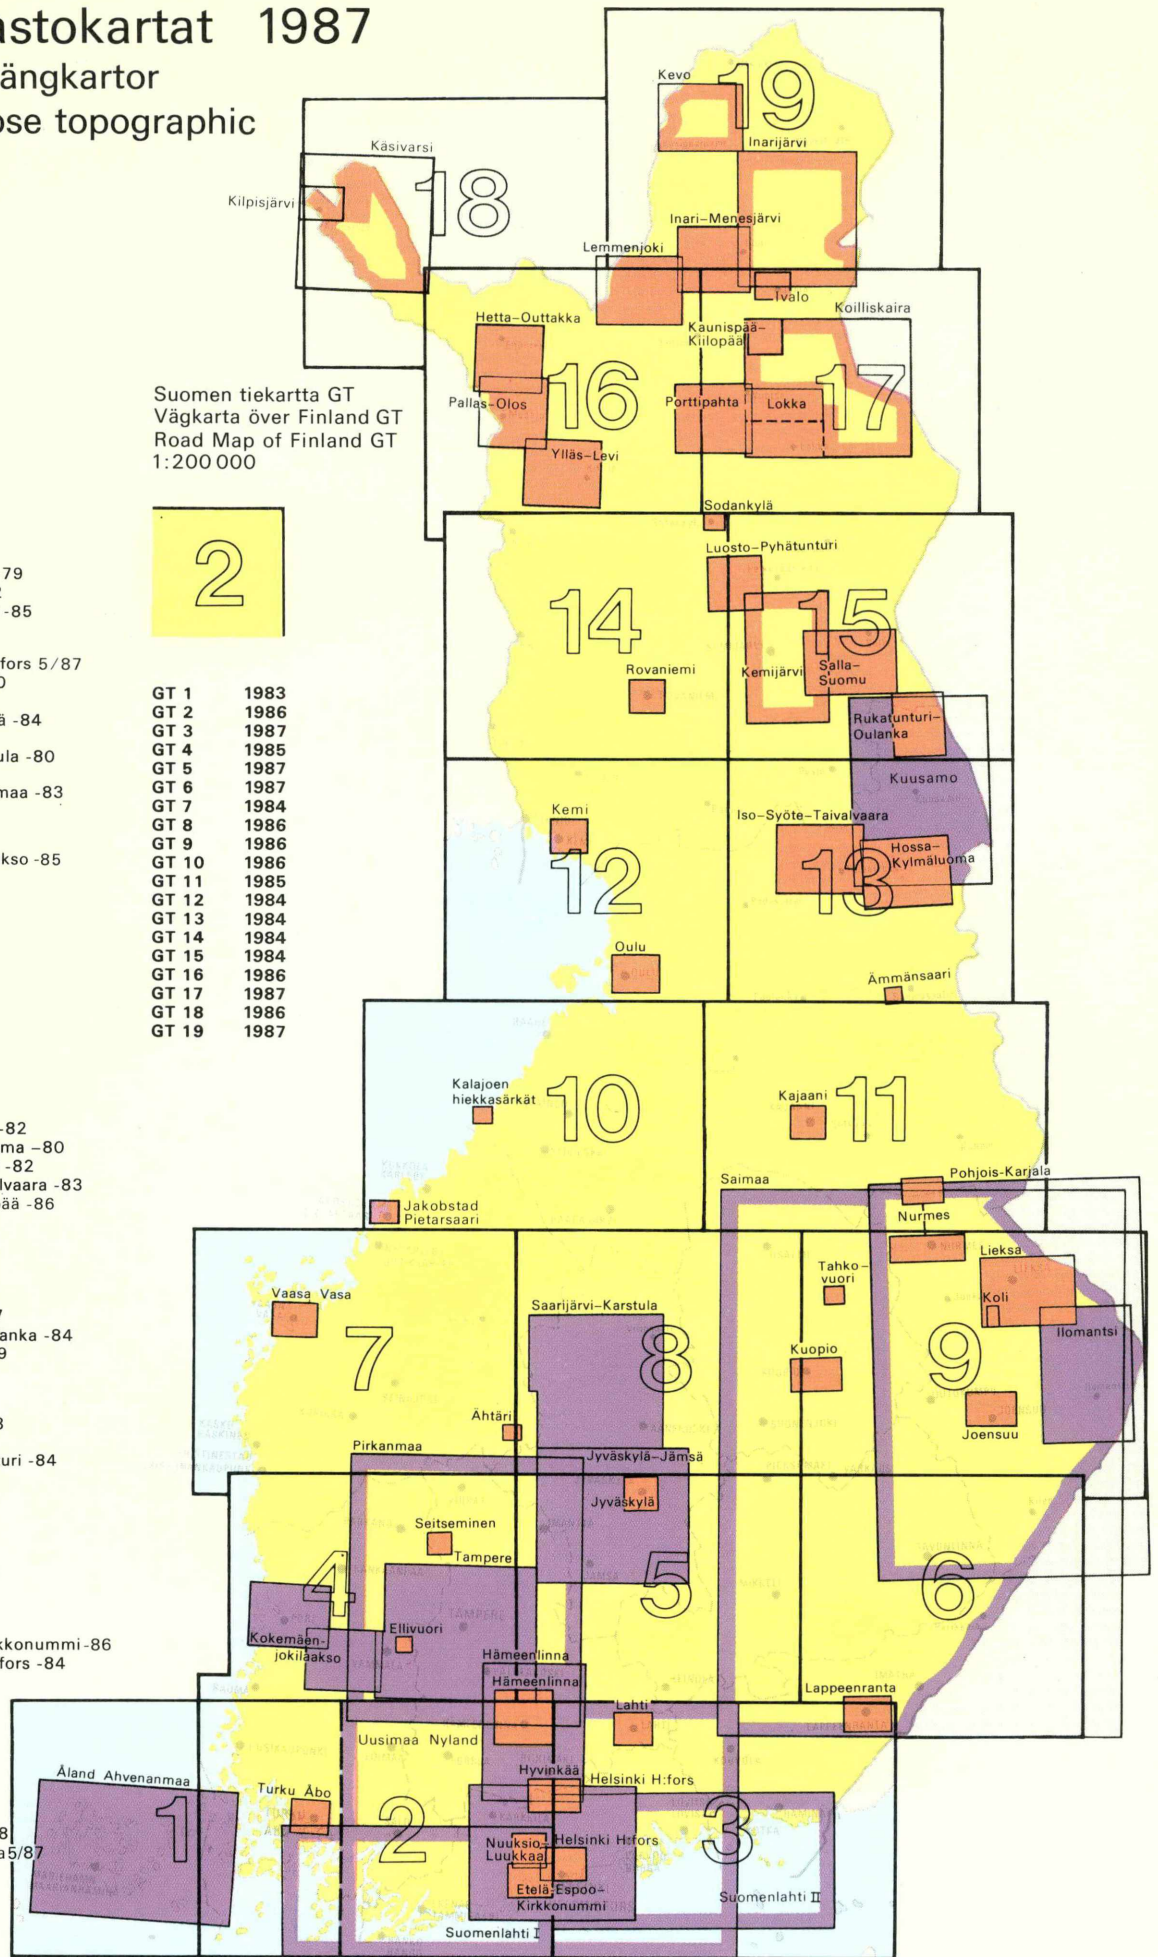 astokartat 1987
ängkartor
ose topographic
Suomen tiekartta GT
Vägkarta över Finland GT
Road Map of Finland GT
1:200 000
2
79
-85
fors 5/87
ä -84
ula -80
maa -83
kso -85
GT 1 1983
GT 2 1986
GT 3 1987
GT 4 1985
GT 5 1987
GT 6 1987
GT 7 1984
GT 8 1986
GT 9 1986
GT 10 1986
GT 11 1985
GT 12 1984
GT 13 1984
GT 14 1984
GT 15 1984
GT 16 1986
GT 17 1987
GT 18 1986
GT 19 1987
-82
ma -80
-82
lvaara -83
pää -86
anka -84
uri -84
kkonummi -86
fors -84
a 5/87
Kevo
19
Inarijärvi
Käsivarsi
18
Kilpisjärvi
Inari-Menesjärvi
Lemmenjoki
Ivalo
Koilliskaira
Hetta-Outtakka
Kaunispää-
Kiilopää
16
17
Pallas-Olos
Porttipahta
Lokka
Ylläs-Levi
Sodankylä
Luosto-Pyhätunturi
14
15
Rovaniemi
Kemijärvi
Salla-
Suomu
Rukatunturi-
Oulanka
Kuusamo
Kemi
Iso-Syöte-Taivalvaara
12
13
Hossa-
Kylmäluoma
Oulu
Ämmänsaari
Kalajoen
hiekkasärkät
10
Kajaani
11
Saimaa
Pohjois-Karjala
Jakobstad
Pietarsaari
Nurmes
Lieksa
Tahko-
vuori
Koli
Vaasa Vasa
Saarijärvi-Karstula
7
8
9
Ilomantsi
Kuopio
Ähtäri
Joensuu
Pirkanmaa
Jyväskylä-Jämsä
Jyväskylä
Seitseminen
Tampere
4
5
6
Kokemäen-
jokilaakso
Ellivuori
Hämeenlinna
Hämeenlinna
Lahti
Lappeenranta
Uusimaa Nyland
Åland Ahvenanmaa
Turku Åbo
Hyvinkää
Helsinki H:fors
1
2
3
Nuuksio-
Luukkaa
Helsinki H:fors
Etelä-Espoo-
Kirkkonummi
Suomenlahti II
Suomenlahti I